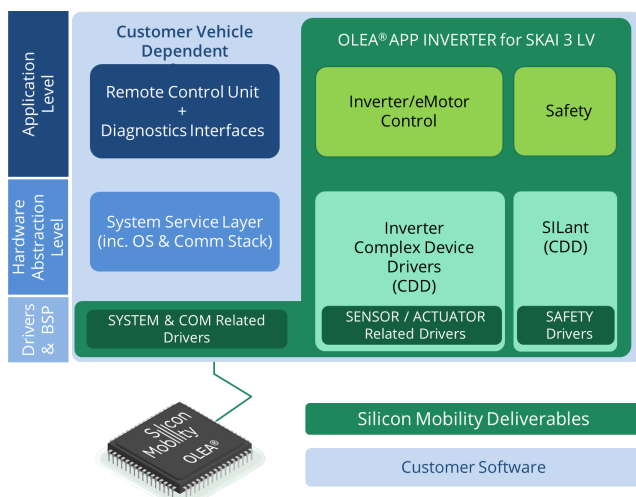 Application
Level
Customer Vehicle
Dependent
OLEA® APP INVERTER for SKAI 3 LV
Remote Control Unit
+
Diagnostics Interfaces
Inverter/eMotor
Control
Safety
Hardware
Abstraction
Level
System Service Layer
(inc. OS & Comm Stack)
Inverter
Complex Device
Drivers
(CDD)
SILant
(CDD)
Drivers
& BSP
SYSTEM & COM Related
Drivers
SENSOR / ACTUATOR
Related Drivers
SAFETY
Drivers
Silicon
Mobility
OLEA®
Silicon Mobility Deliverables
Customer Software